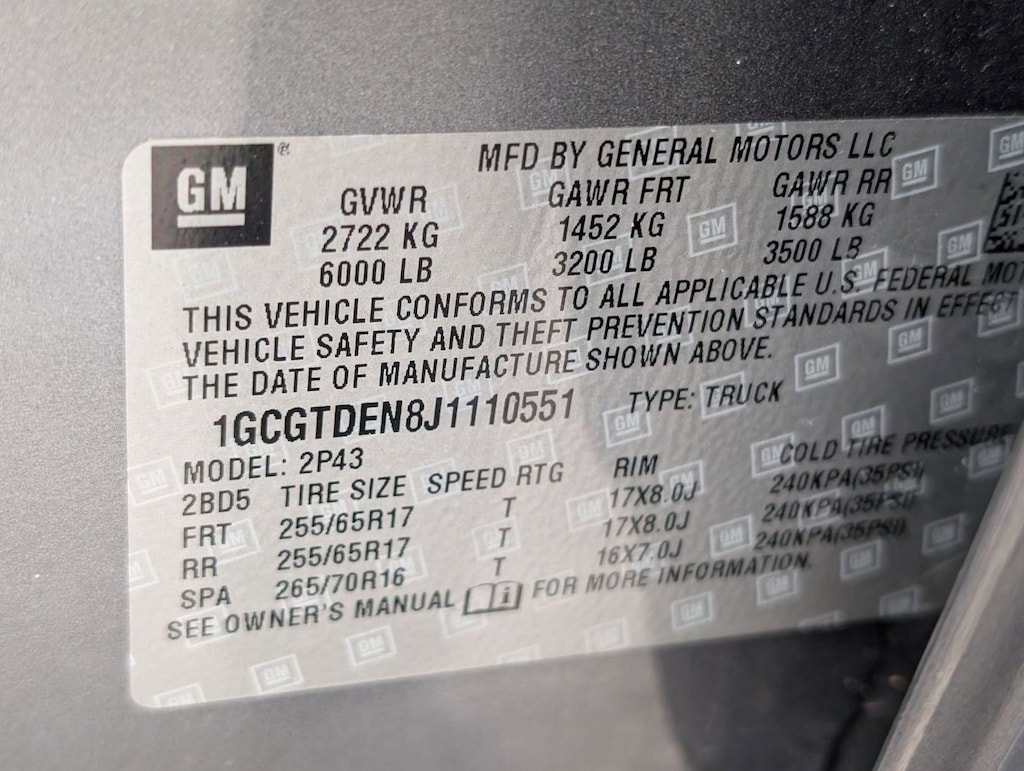 GM ®
MFD BY GENERAL MOTORS LLC
GVWR GAWR FRT GAWR RR
2722 KG 1452 KG 1588 KG
6000 LB 3200 LB 3500 LB
THIS VEHICLE CONFORMS TO ALL APPLICABLE U.S. FEDERAL MOT
VEHICLE SAFETY AND THEFT PREVENTION STANDARDS IN EFFECT
THE DATE OF MANUFACTURE SHOWN ABOVE.
1GCGTDEN8J1110551 TYPE: TRUCK
MODEL: 2P43
2BD5 TIRE SIZE SPEED RTG RIM COLD TIRE PRESSURE
FRT 255/65R17 T 17X8.0J 240KPA(35PSI)
RR 255/65R17 T 17X8.0J 240KPA(35PSI)
SPA 265/70R16 T 16X7.0J 240KPA(35PSI)
SEE OWNER'S MANUAL FOR MORE INFORMATION.